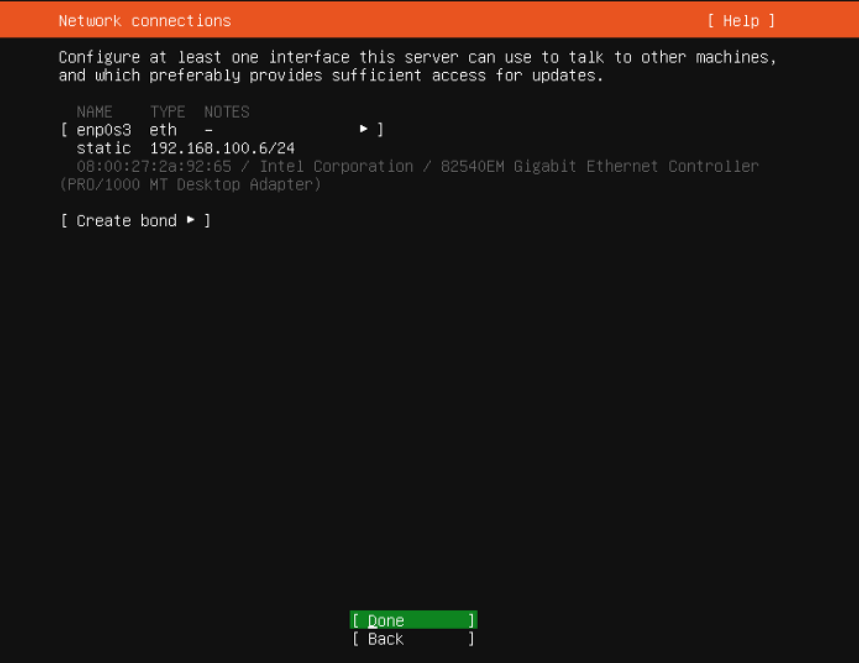 Network connections [ Help ]
Configure at least one interface this server can use to talk to other machines,
and which preferably provides sufficient access for updates.
NAME TYPE NOTES
[ enp0s3 eth – ▸ ]
static 192.168.100.6/24
08:00:27:2a:92:65 / Intel Corporation / 82540EM Gigabit Ethernet Controller
(PRO/1000 MT Desktop Adapter)
[ Create bond ▸ ]
[ Done ]
[ Back ]